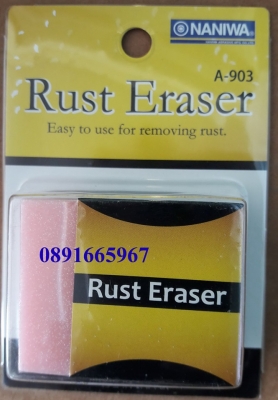 NANIWA®
A-903
Rust Eraser
Easy to use for removing rust.
0891665967
Rust Eraser